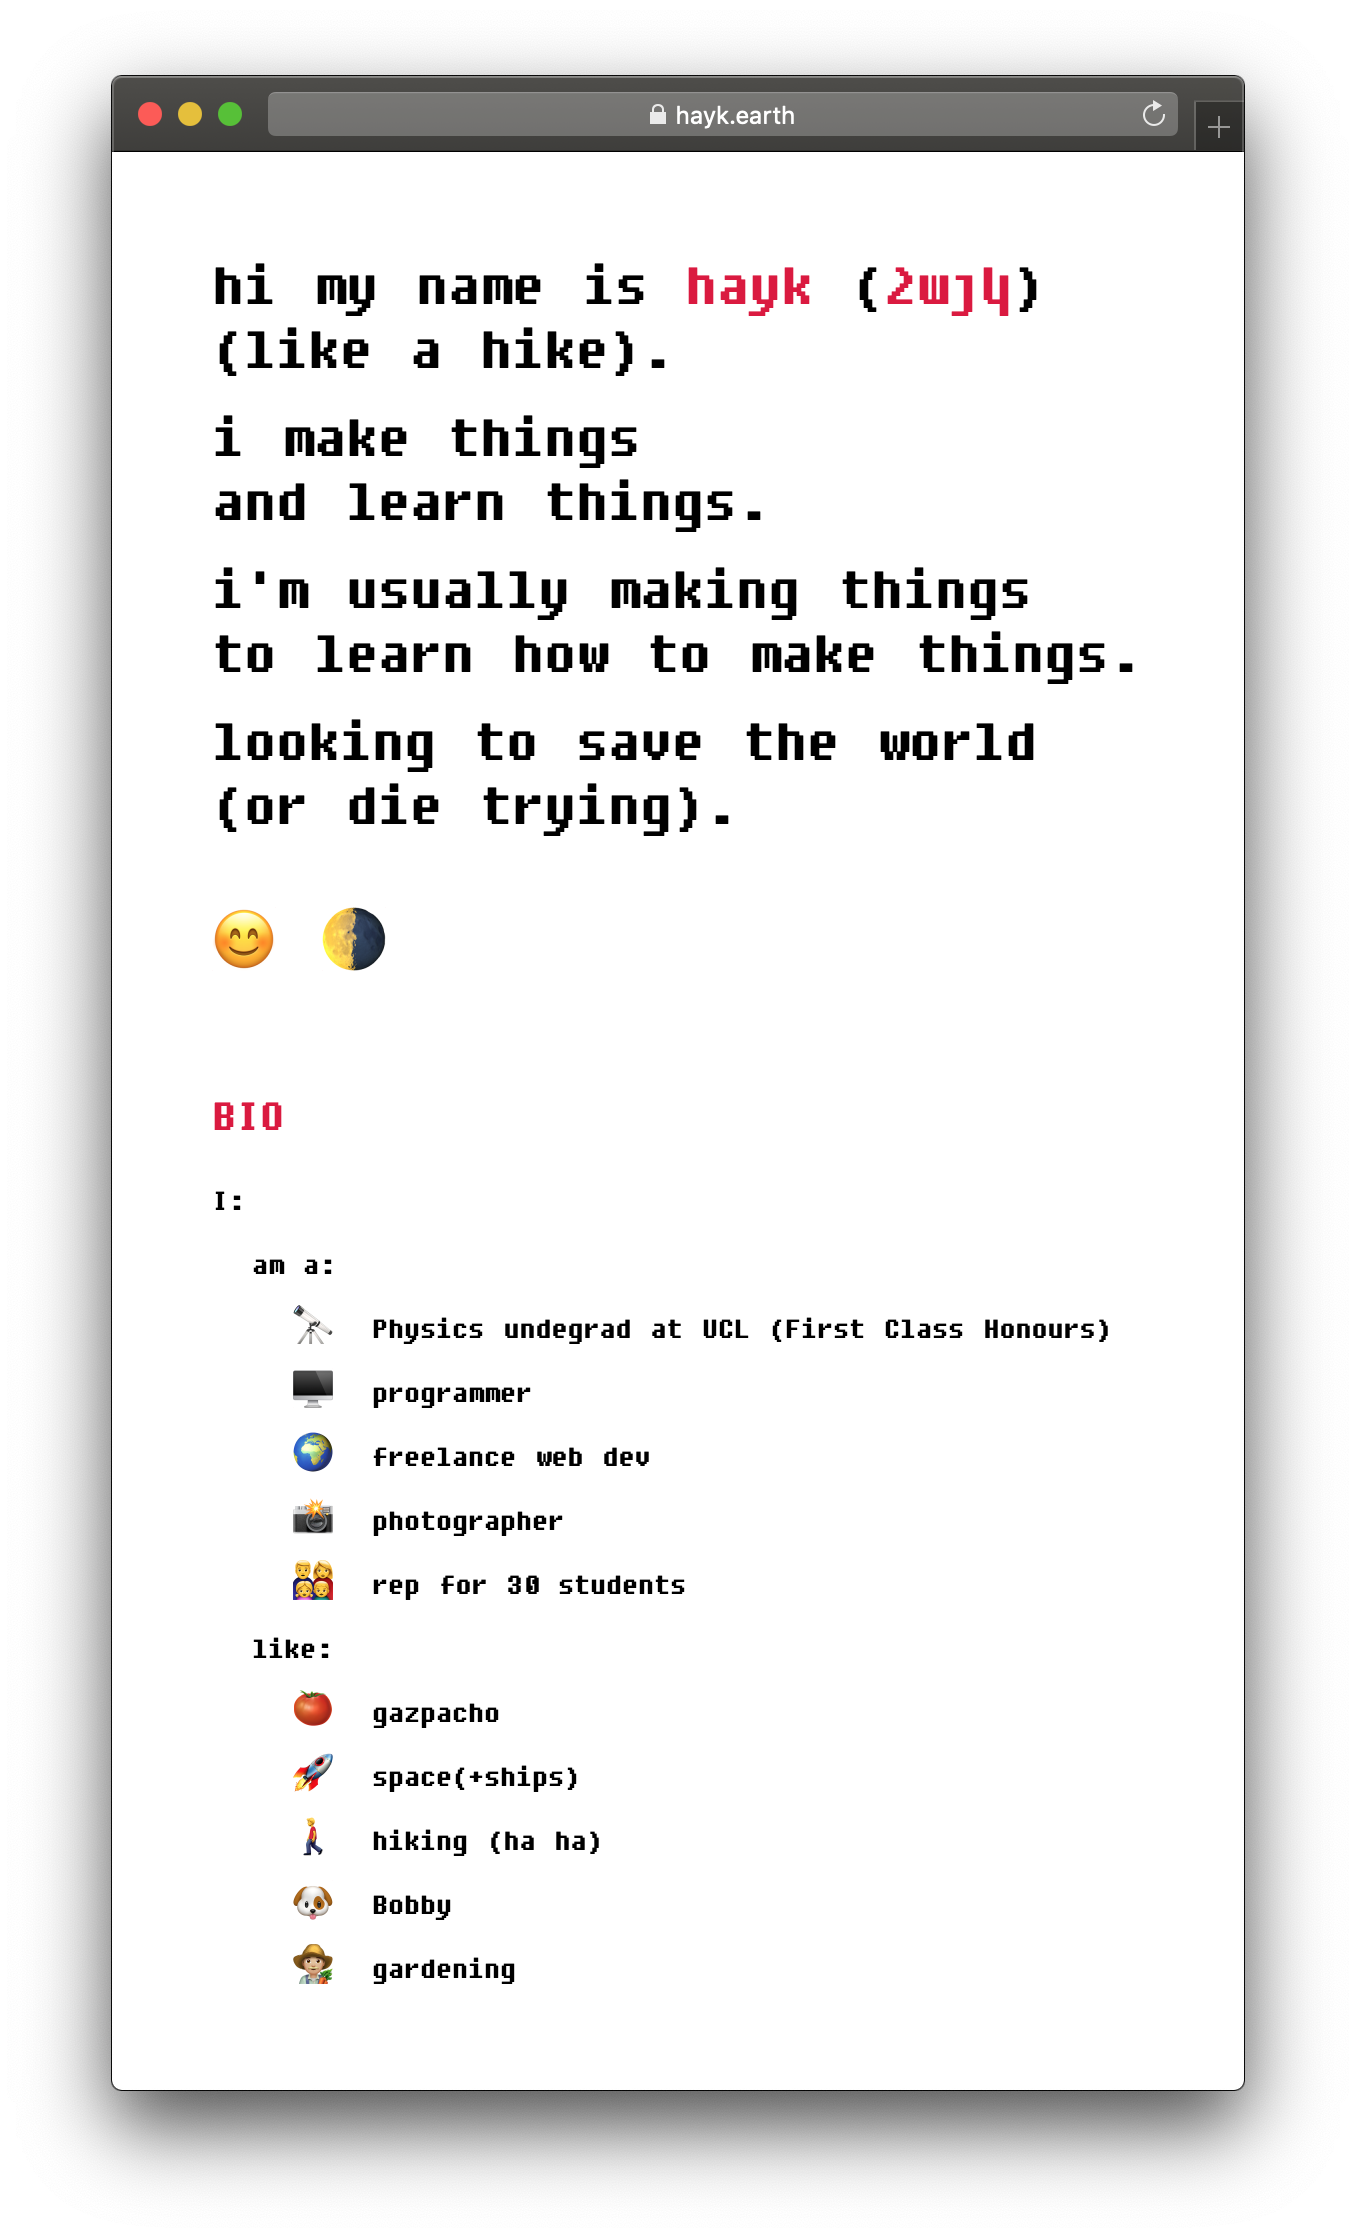 hayk.earth
hi my name is hayk (Հայկ)
(like a hike).
i make things
and learn things.
i'm usually making things
to learn how to make things.
looking to save the world
(or die trying).
BIO
I:
am a:
Physics undegrad at UCL (First Class Honours)
programmer
freelance web dev
photographer
rep for 30 students
like:
gazpacho
space(+ships)
hiking (ha ha)
Bobby
gardening